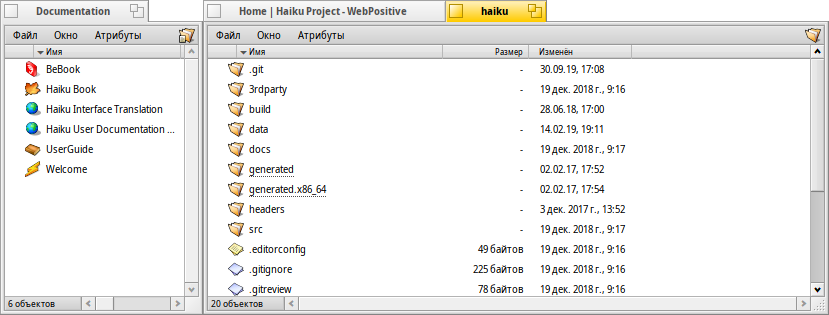 Documentation
Файл Окно Атрибуты
Имя
BeBook
Haiku Book
Haiku Interface Translation
Haiku User Documentation ...
UserGuide
Welcome
6 объектов
Home | Haiku Project - WebPositive
haiku
Файл Окно Атрибуты
Имя Размер Изменён
.git - 30.09.19, 17:08
3rdparty - 19 дек. 2018 г., 9:16
build - 28.06.18, 17:00
data - 14.02.19, 19:11
docs - 19 дек. 2018 г., 9:17
generated - 02.02.17, 17:52
generated.x86_64 - 02.02.17, 17:54
headers - 3 дек. 2017 г., 13:52
src - 19 дек. 2018 г., 9:17
.editorconfig 49 байтов 19 дек. 2018 г., 9:16
.gitignore 225 байтов 19 дек. 2018 г., 9:16
.gitreview 78 байтов 19 дек. 2018 г., 9:16
20 объектов